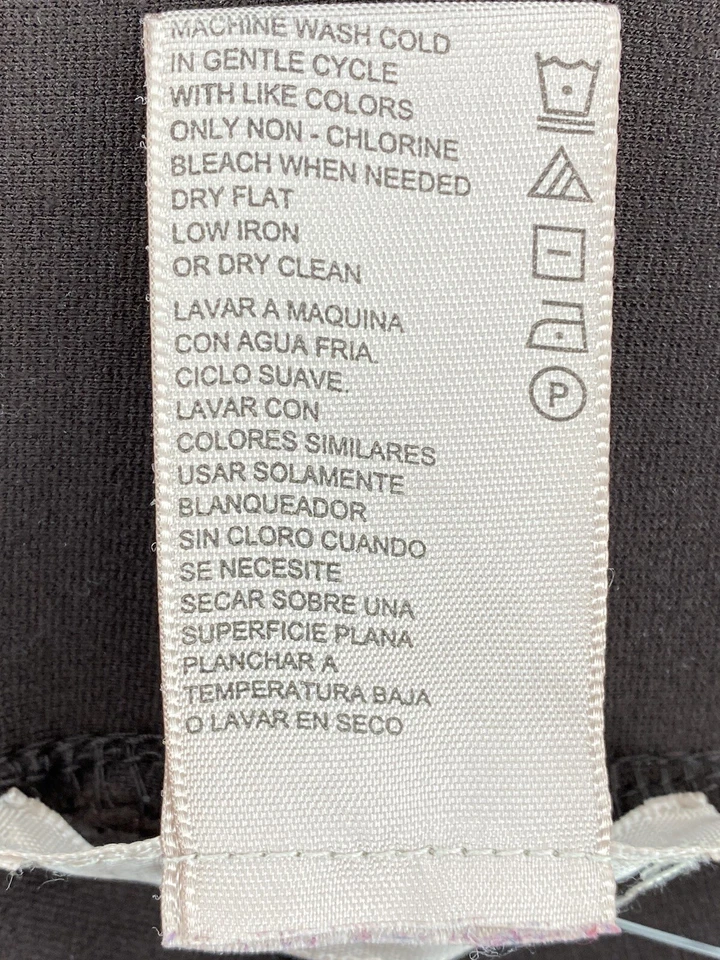 MACHINE WASH COLD
IN GENTLE CYCLE
WITH LIKE COLORS
ONLY NON - CHLORINE
BLEACH WHEN NEEDED
DRY FLAT
LOW IRON
OR DRY CLEAN
LAVAR A MAQUINA
CON AGUA FRIA.
CICLO SUAVE.
LAVAR CON
COLORES SIMILARES
USAR SOLAMENTE
BLANQUEADOR
SIN CLORO CUANDO
SE NECESITE
SECAR SOBRE UNA
SUPERFICIE PLANA
PLANCHAR A
TEMPERATURA BAJA
O LAVAR EN SECO
P